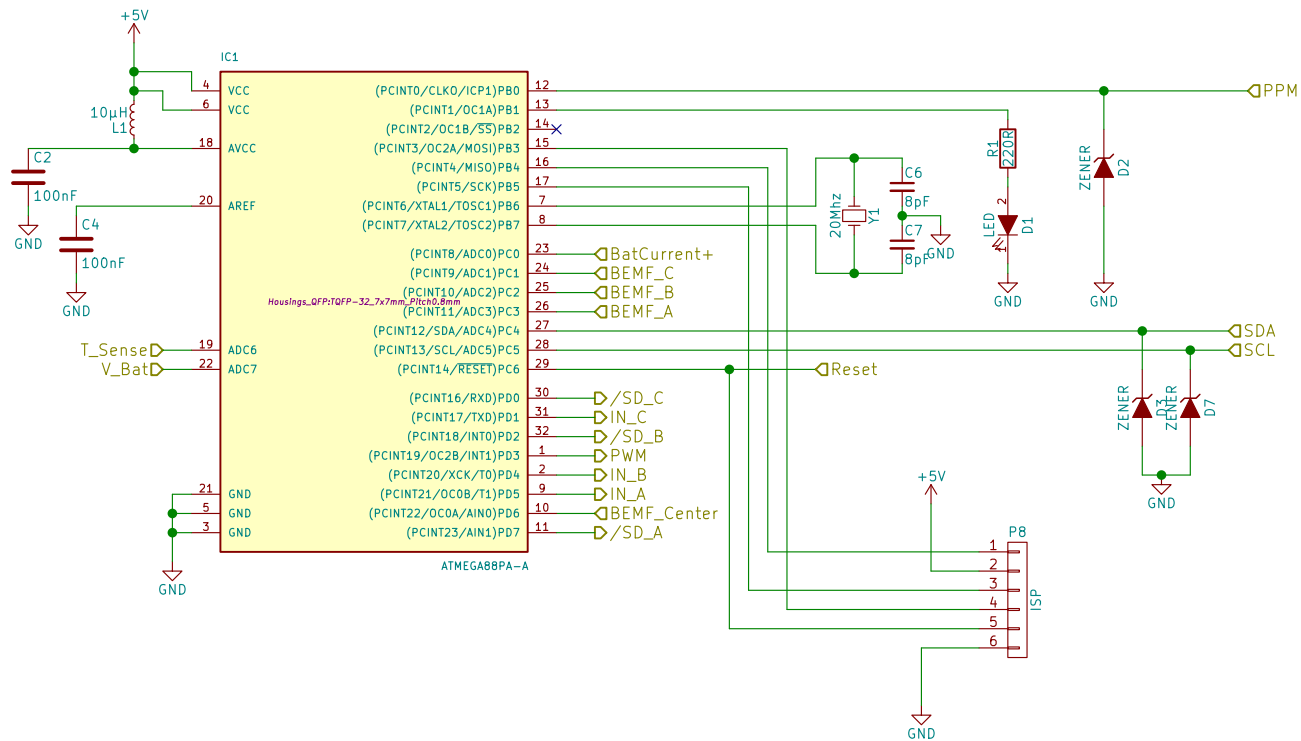 +5V
IC1
10µH
L1
C2
100nF
GND
C4
100nF
GND
T_Sense
V_Bat
GND
4 VCC
6 VCC
18 AVCC
20 AREF
19 ADC6
22 ADC7
21 GND
5 GND
3 GND
(PCINT0/CLKO/ICP1)PB0 12
(PCINT1/OC1A)PB1 13
(PCINT2/OC1B/SS)PB2 14
(PCINT3/OC2A/MOSI)PB3 15
(PCINT4/MISO)PB4 16
(PCINT5/SCK)PB5 17
(PCINT6/XTAL1/TOSC1)PB6 7
(PCINT7/XTAL2/TOSC2)PB7 8
(PCINT8/ADC0)PC0 23 BatCurrent+
(PCINT9/ADC1)PC1 24 BEMF_C
(PCINT10/ADC2)PC2 25 BEMF_B
Housings_QFP:TQFP-32_7x7mm_Pitch0.8mm
(PCINT11/ADC3)PC3 26 BEMF_A
(PCINT12/SDA/ADC4)PC4 27
(PCINT13/SCL/ADC5)PC5 28
(PCINT14/RESET)PC6 29 Reset
(PCINT16/RXD)PD0 30 /SD_C
(PCINT17/TXD)PD1 31 IN_C
(PCINT18/INT0)PD2 32 /SD_B
(PCINT19/OC2B/INT1)PD3 1 PWM
(PCINT20/XCK/T0)PD4 2 IN_B
(PCINT21/OC0B/T1)PD5 9 IN_A
(PCINT22/OC0A/AIN0)PD6 10 BEMF_Center
(PCINT23/AIN1)PD7 11 /SD_A
ATMEGA88PA-A
20Mhz
Y1
C6
8pF
C7
8pF
GND
R1
220R
2
LED
D1
1
GND
ZENER
D2
GND
PPM
SDA
SCL
ZENER
D3
ZENER
D7
GND
+5V
P8
1
2
3
4
5
6
ISP
GND